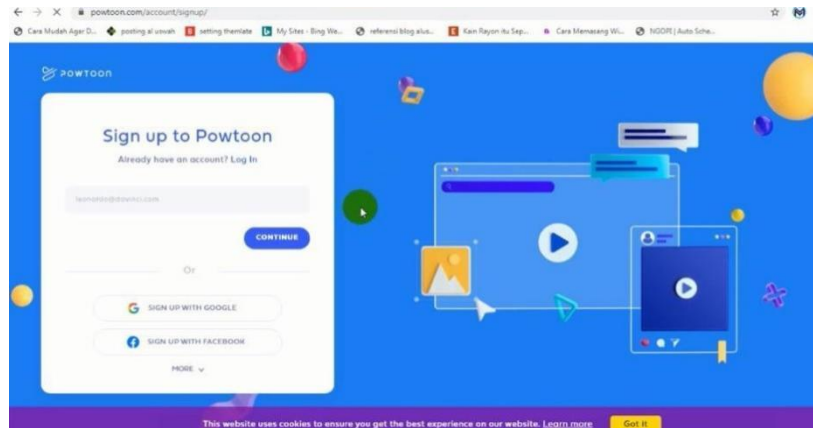 powtoon.com/account/signup/
Cara Mudah Agar D... posting al uswah setting themlate My Sites - Bing We... referensi blog alus... Kain Rayon itu Sep... Cara Memasang Wi... NGOPI | Auto Sche...
POWTOON
Sign up to Powtoon
Already have an account? Log In
leonardo@davinci.com
CONTINUE
Or
SIGN UP WITH GOOGLE
SIGN UP WITH FACEBOOK
MORE
This website uses cookies to ensure you get the best experience on our website. Learn more Got it